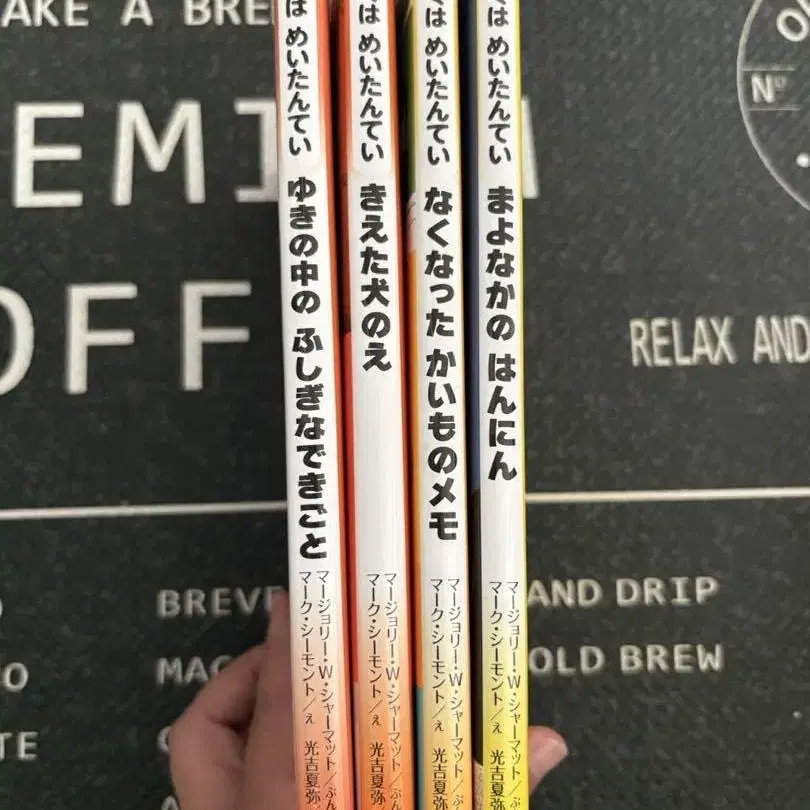 は めいたんてい ゆきの中の ふしぎなできごと マージョリー・W・シャーマット/ぶん マーク・シーモント/え 光吉夏弥
くは めいたんてい きえた犬のえ マージョリー・W・シャーマット/ぶん マーク・シーモント/え 光吉夏弥
くは めいたんてい なくなった かいものメモ マージョリー・W・シャーマット/ぶん マーク・シーモント/え 光吉夏弥
は めいたんてい まよなかの はんにん マージョリー・W・シャーマット/ぶ マーク・シーモント/え 光吉夏弥
AKE A BRE
EMI
OFF
Nº
RELAX AND
BREVE
AND DRIP
MAC
OLD BREW